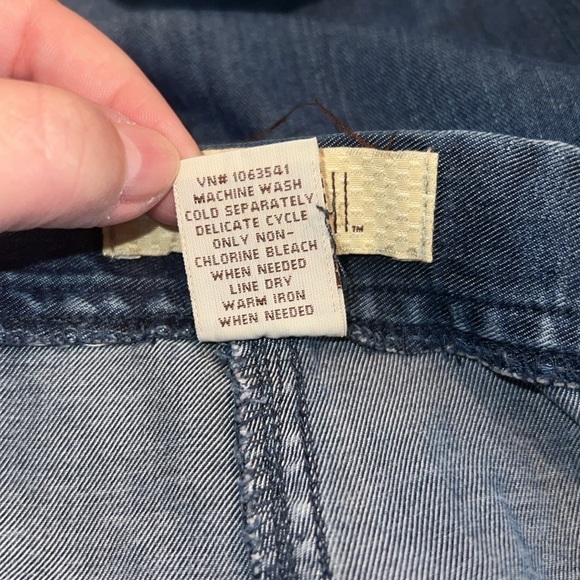 VN# 1063541
MACHINE WASH
COLD SEPARATELY
DELICATE CYCLE
ONLY NON-
CHLORINE BLEACH
WHEN NEEDED
LINE DRY
WARM IRON
WHEN NEEDED
TM